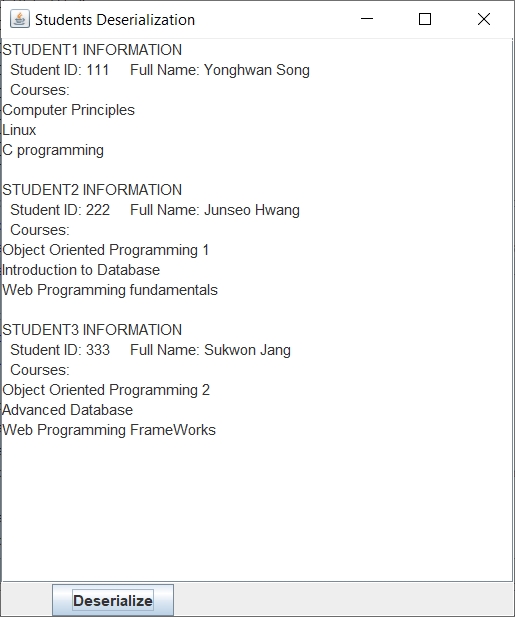 Students Deserialization
STUDENT1 INFORMATION
Student ID: 111 Full Name: Yonghwan Song
Courses:
Computer Principles
Linux
C programming
STUDENT2 INFORMATION
Student ID: 222 Full Name: Junseo Hwang
Courses:
Object Oriented Programming 1
Introduction to Database
Web Programming fundamentals
STUDENT3 INFORMATION
Student ID: 333 Full Name: Sukwon Jang
Courses:
Object Oriented Programming 2
Advanced Database
Web Programming FrameWorks
Deserialize